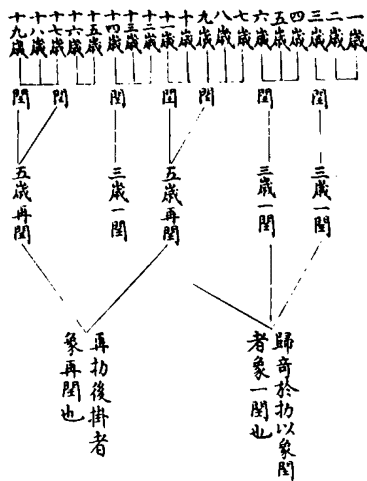 一歲
二歲
三歲
四歲
五歲
六歲
七歲
八歲
九歲
十歲
十一歲
十二歲
十三歲
十四歲
十五歲
十六歲
十七歲
十八歲
十九歲
閏
閏
閏
閏
閏
閏
閏
三歲一閏
三歲一閏
五歲再閏
三歲一閏
五歲再閏
歸奇於扐以象閏
者象一閏也
再扐後掛者
象再閏也